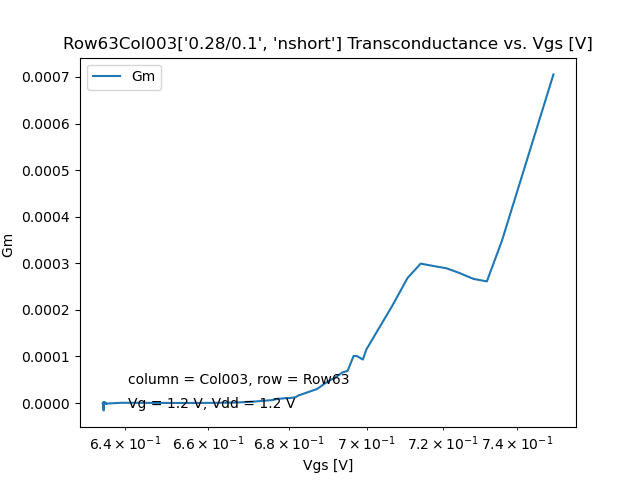 Row63Col003['0.28/0.1', 'nshort'] Transconductance vs. Vgs [V]
Gm
0.0007
0.0006
0.0005
0.0004
0.0003
0.0002
0.0001
0.0000
Gm
column = Col003, row = Row63
Vg = 1.2 V, Vdd = 1.2 V
6.4 × 10⁻¹ 6.6 × 10⁻¹ 6.8 × 10⁻¹ 7 × 10⁻¹ 7.2 × 10⁻¹ 7.4 × 10⁻¹
Vgs [V]